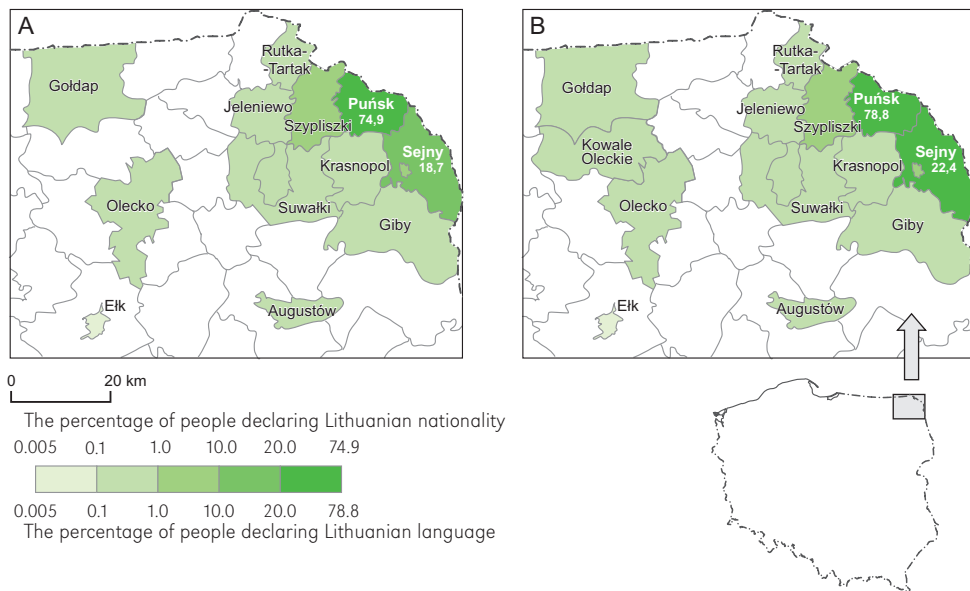 A
Gołdap
Rutka-
-Tartak
Jeleniewo
Puńsk
74,9
Szypliszki
Sejny
18,7
Krasnopol
Olecko
Suwałki
Giby
Ełk
Augustów
B
Gołdap
Rutka-
-Tartak
Jeleniewo
Puńsk
78,8
Szypliszki
Kowale
Oleckie
Sejny
22,4
Krasnopol
Olecko
Suwałki
Giby
Ełk
Augustów
0 20 km
The percentage of people declaring Lithuanian nationality
0.005 0.1 1.0 10.0 20.0 74.9
0.005 0.1 1.0 10.0 20.0 78.8
The percentage of people declaring Lithuanian language